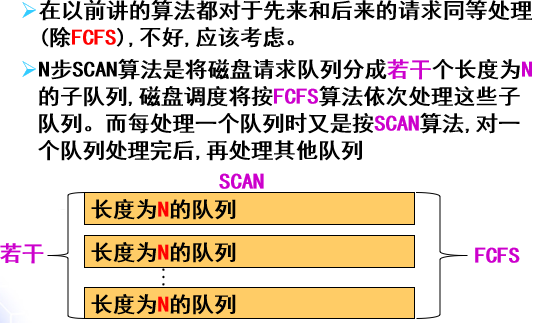 在以前讲的算法都对于先来和后来的请求同等处理
(除FCFS),不好,应该考虑。
N步SCAN算法是将磁盘请求队列分成若干个长度为N
的子队列,磁盘调度将按FCFS算法依次处理这些子
队列。而每处理一个队列时又是按SCAN算法,对一
个队列处理完后,再处理其他队列
SCAN
长度为N的队列
若干
长度为N的队列
FCFS
长度为N的队列